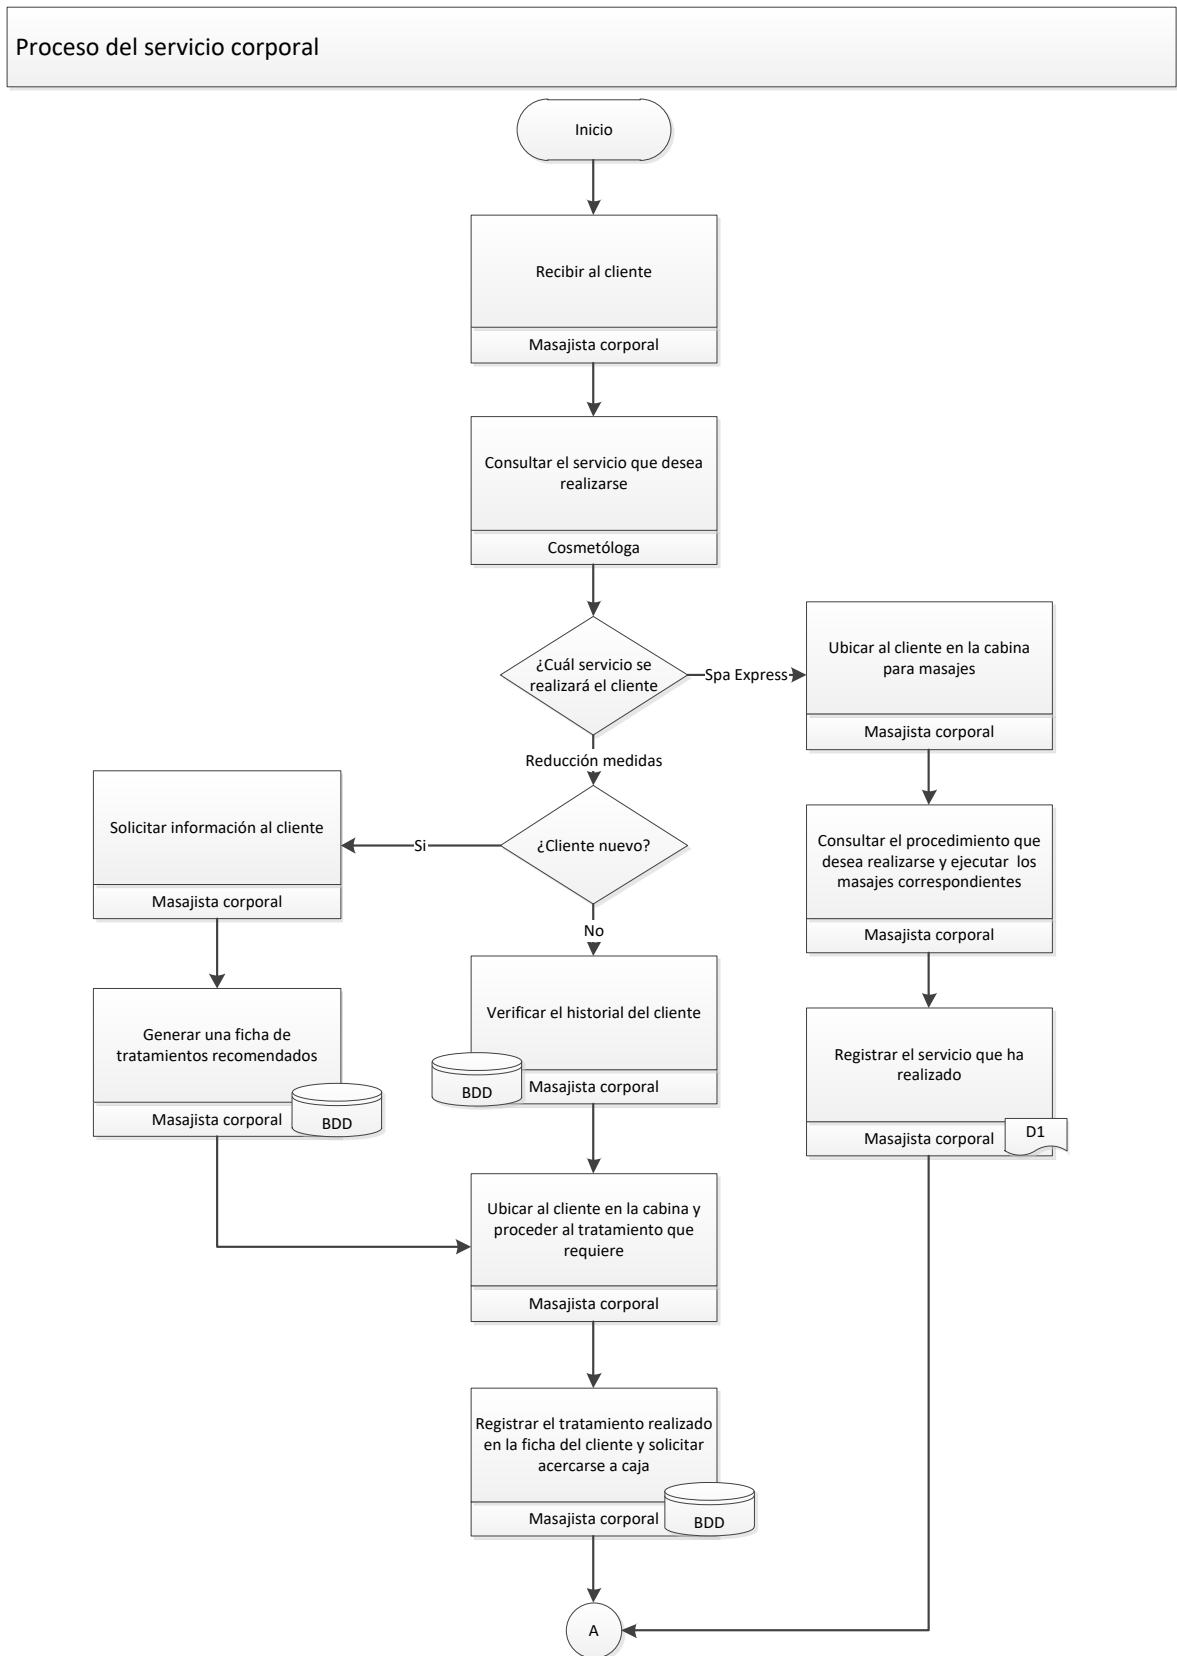 Proceso del servicio corporal
Inicio
Recibir al cliente
Masajista corporal
Consultar el servicio que desea
realizarse
Cosmetóloga
¿Cuál servicio se
realizará el cliente
Spa Express
Ubicar al cliente en la cabina
para masajes
Masajista corporal
Reducción medidas
Solicitar información al cliente
Masajista corporal
Si
¿Cliente nuevo?
Consultar el procedimiento que
desea realizarse y ejecutar  los
masajes correspondientes
Masajista corporal
No
Generar una ficha de
tratamientos recomendados
Masajista corporal
BDD
Verificar el historial del cliente
BDD
Masajista corporal
Registrar el servicio que ha
realizado
Masajista corporal
D1
Ubicar al cliente en la cabina y
proceder al tratamiento que
requiere
Masajista corporal
Registrar el tratamiento realizado
en la ficha del cliente y solicitar
acercarse a caja
Masajista corporal
BDD
A